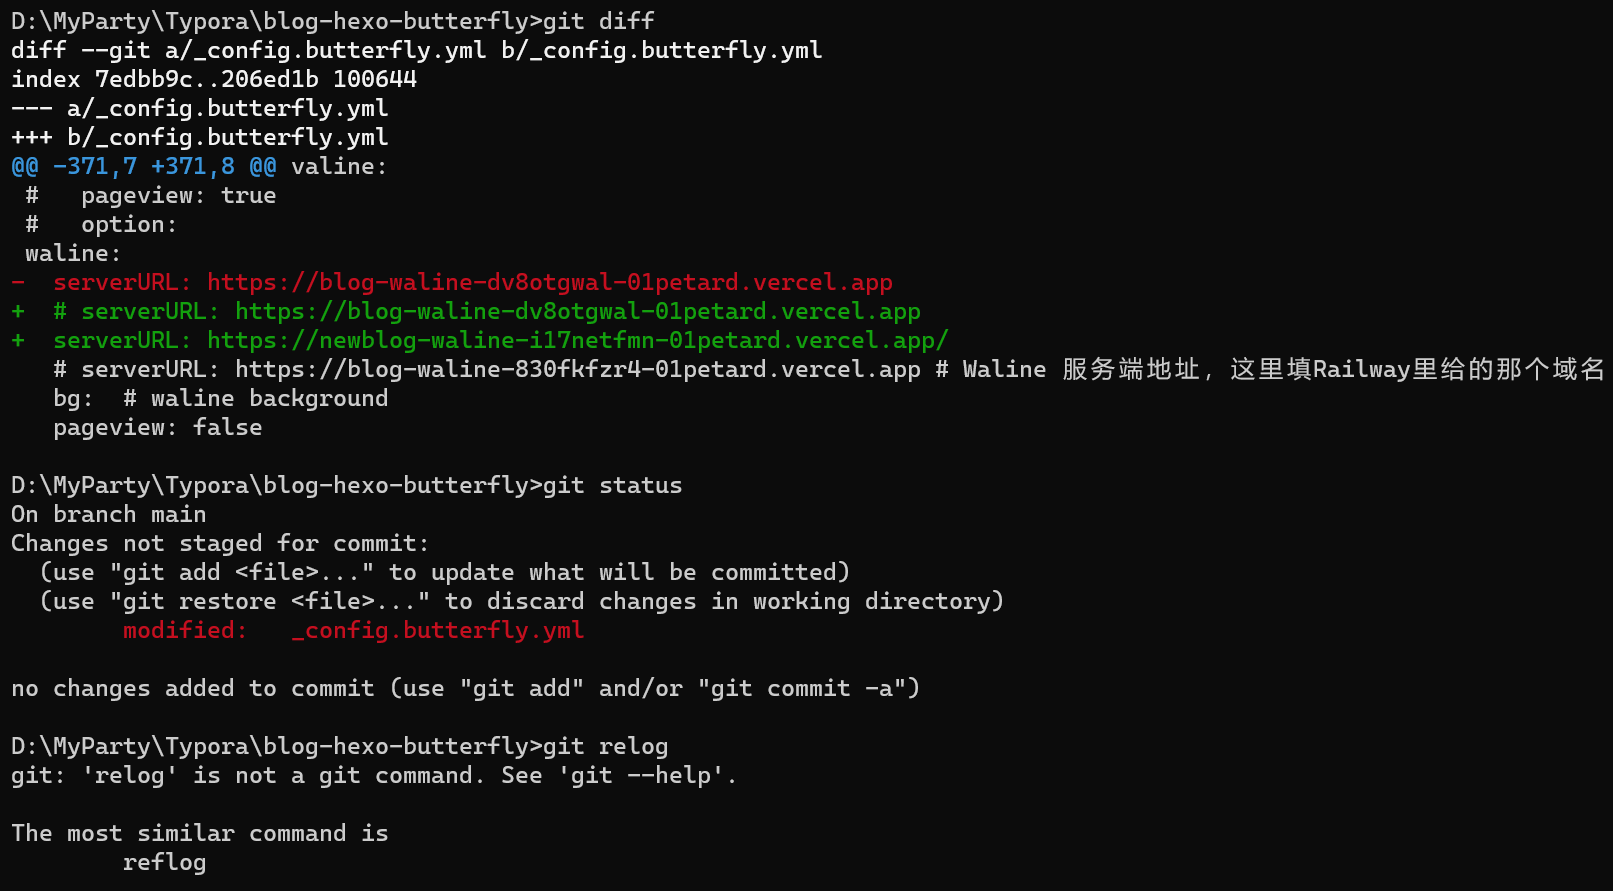 D:\MyParty\Typora\blog-hexo-butterfly>git diff
diff --git a/_config.butterfly.yml b/_config.butterfly.yml
index 7edbb9c..206ed1b 100644
--- a/_config.butterfly.yml
+++ b/_config.butterfly.yml
@@ -371,7 +371,8 @@ valine:
 #   pageview: true
 #   option:
 waline:
-  serverURL: https://blog-waline-dv8otgwal-01petard.vercel.app
+  # serverURL: https://blog-waline-dv8otgwal-01petard.vercel.app
+  serverURL: https://newblog-waline-i17netfmn-01petard.vercel.app/
   # serverURL: https://blog-waline-830fkfzr4-01petard.vercel.app # Waline 服务端地址，这里填Railway里给的那个域名
   bg:  # waline background
   pageview: false

D:\MyParty\Typora\blog-hexo-butterfly>git status
On branch main
Changes not staged for commit:
  (use "git add <file>..." to update what will be committed)
  (use "git restore <file>..." to discard changes in working directory)
        modified:   _config.butterfly.yml

no changes added to commit (use "git add" and/or "git commit -a")

D:\MyParty\Typora\blog-hexo-butterfly>git relog
git: 'relog' is not a git command. See 'git --help'.

The most similar command is
        reflog